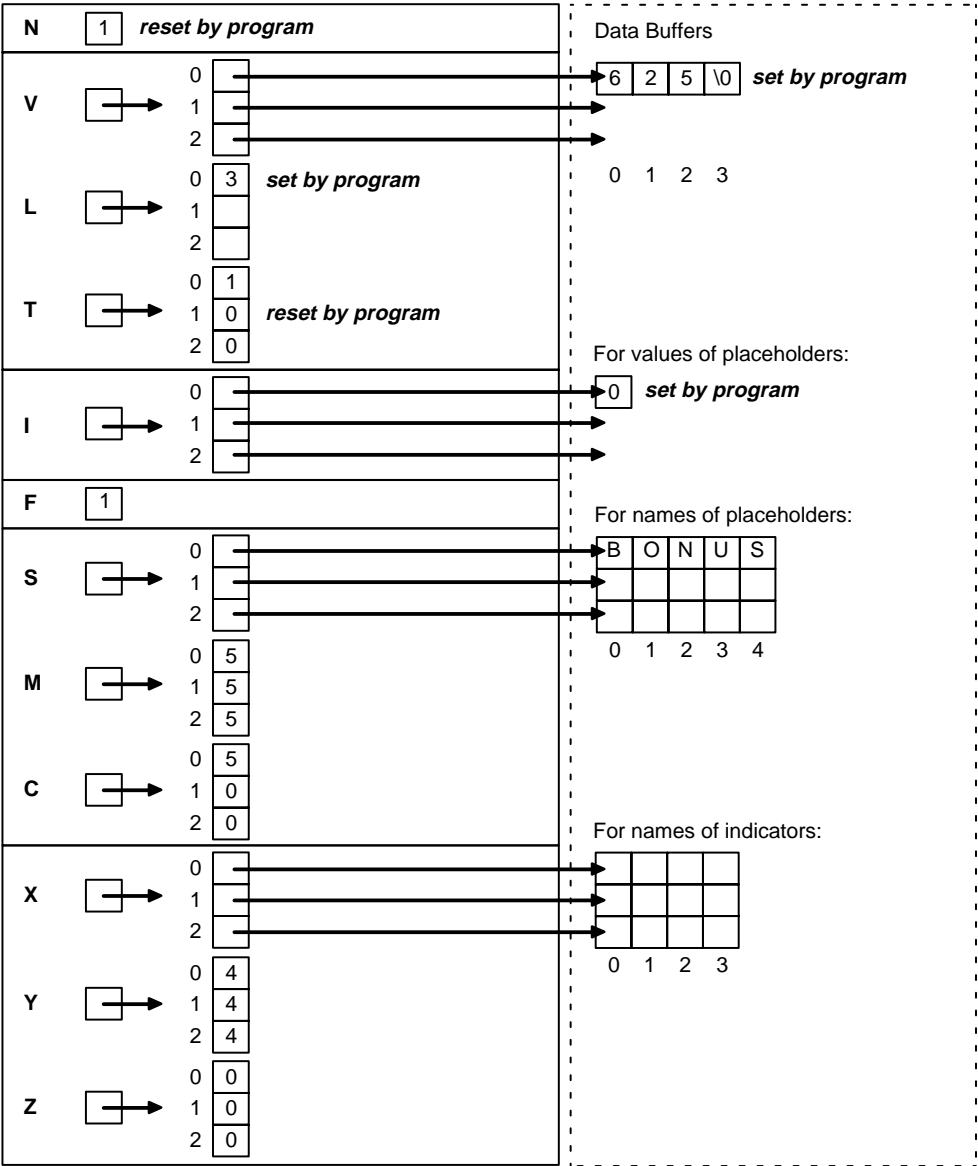 N 1 reset by program
Data Buffers
0
6 2 5 \0 set by program
V 1
2
0 1 2 3
0 3 set by program
L 1
2
0 1
T 1 0 reset by program
2 0
For values of placeholders:
0
0 set by program
I 1
2
F 1
For names of placeholders:
0
B O N U S
S 1
2
0 1 2 3 4
0 5
M 1 5
2 5
0 5
C 1 0
2 0
For names of indicators:
0
X 1
2
0 1 2 3
0 4
Y 1 4
2 4
0 0
Z 1 0
2 0